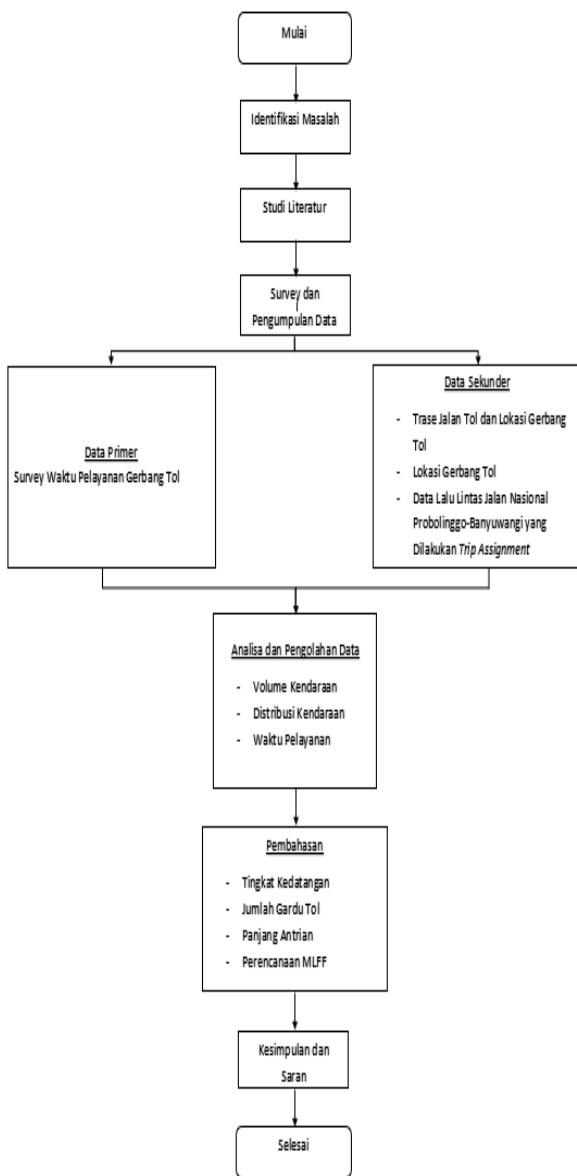 Mulai
Identifikasi Masalah
Studi Literatur
Survey dan
Pengumpulan Data
Data Primer
Survey Waktu Pelayanan Gerbang Tol
Data Sekunder
- Trase Jalan Tol dan Lokasi Gerbang
Tol
- Lokasi Gerbang Tol
- Data Lalu Lintas Jalan Nasional
Probolinggo-Banyuwangi yang
Dilakukan Trip Assignment
Analisa dan Pengolahan Data
- Volume Kendaraan
- Distribusi Kendaraan
- Waktu Pelayanan
Pembahasan
- Tingkat Kedatangan
- Jumlah Gardu Tol
- Panjang Antrian
- Perencanaan MLFF
Kesimpulan dan
Saran
Selesai